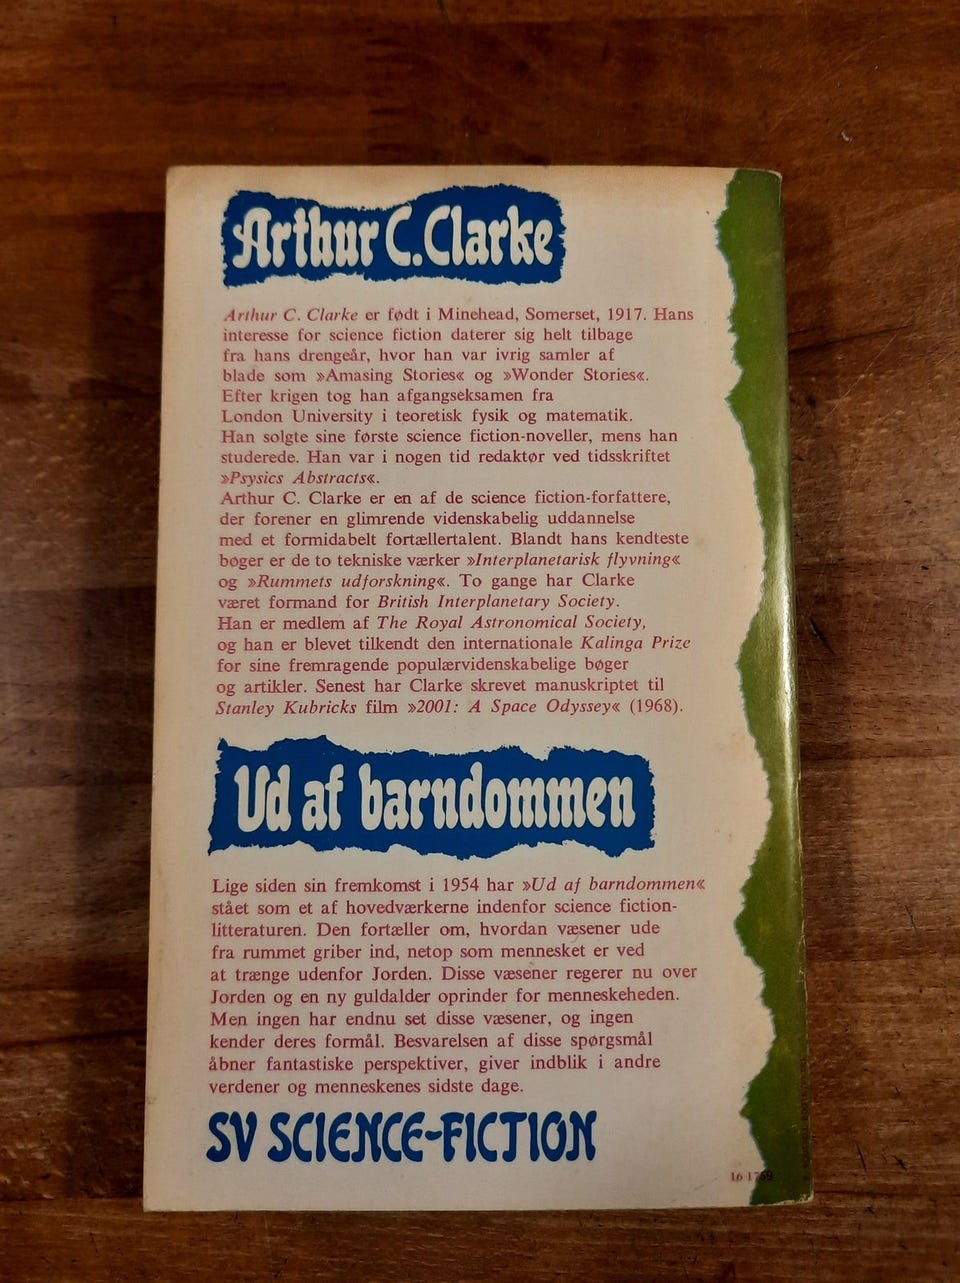 Arthur C. Clarke
Arthur C. Clarke er født i Minehead, Somerset, 1917. Hans
interesse for science fiction daterer sig helt tilbage
fra hans drengeår, hvor han var ivrig samler af
blade som »Amasing Stories« og »Wonder Stories«.
Efter krigen tog han afgangseksamen fra
London University i teoretisk fysik og matematik.
Han solgte sine første science fiction-noveller, mens han
studerede. Han var i nogen tid redaktør ved tidsskriftet
»Psysics Abstracts«.
Arthur C. Clarke er en af de science fiction-forfattere,
der forener en glimrende videnskabelig uddannelse
med et formidabelt fortællertalent. Blandt hans kendteste
bøger er de to tekniske værker »Interplanetarisk flyvning«
og »Rummets udforskning«. To gange har Clarke
været formand for British Interplanetary Society.
Han er medlem af The Royal Astronomical Society,
og han er blevet tilkendt den internationale Kalinga Prize
for sine fremragende populærvidenskabelige bøger
og artikler. Senest har Clarke skrevet manuskriptet til
Stanley Kubricks film »2001: A Space Odyssey« (1968).
Ud af barndommen
Lige siden sin fremkomst i 1954 har »Ud af barndommen«
stået som et af hovedværkerne indenfor science fiction-
litteraturen. Den fortæller om, hvordan væsener ude
fra rummet griber ind, netop som mennesket er ved
at trænge udenfor Jorden. Disse væsener regerer nu over
Jorden og en ny guldalder oprinder for menneskeheden.
Men ingen har endnu set disse væsener, og ingen
kender deres formål. Besvarelsen af disse spørgsmål
åbner fantastiske perspektiver, giver indblik i andre
verdener og menneskenes sidste dage.
SV SCIENCE-FICTION
16 1769